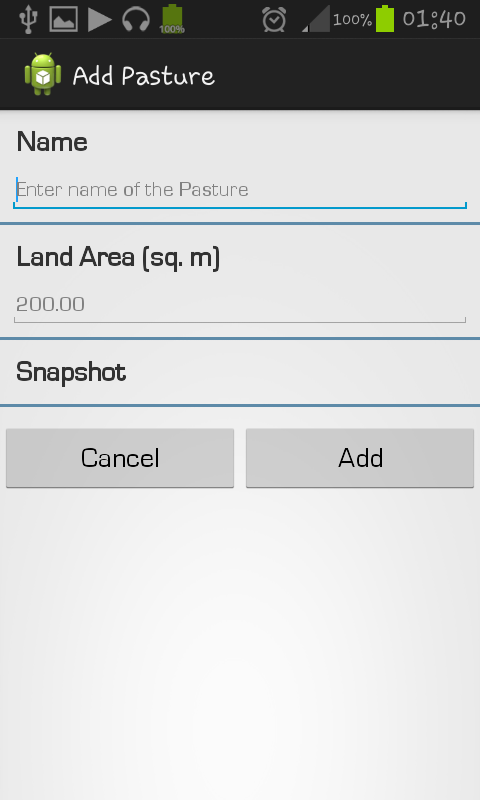 100% 100% 01:40
Add Pasture
Name
Enter name of the Pasture
Land Area (sq. m)
200.00
Snapshot
Cancel Add